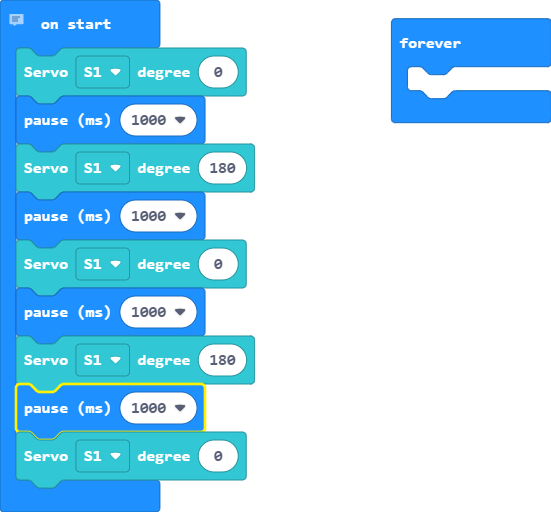 on start
Servo S1 degree 0
pause (ms) 1000
Servo S1 degree 180
pause (ms) 1000
Servo S1 degree 0
pause (ms) 1000
Servo S1 degree 180
pause (ms) 1000
Servo S1 degree 0
forever